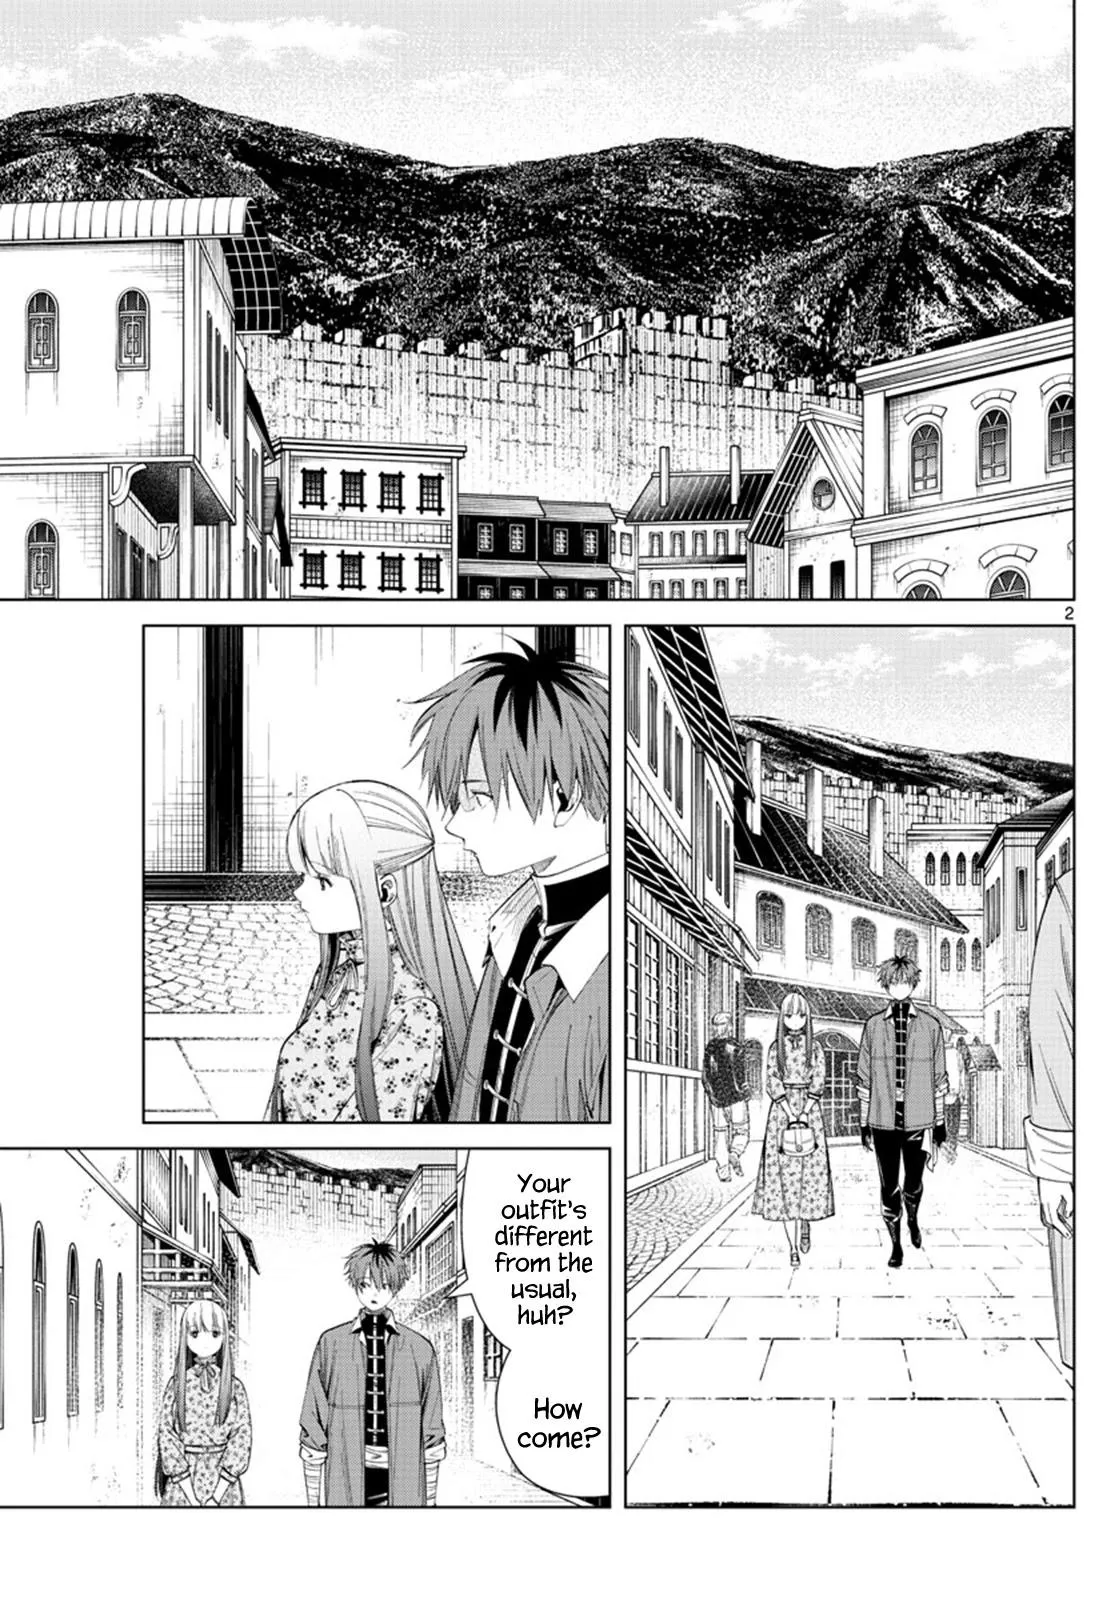 2
Your
outfit's
different
from the
usual,
huh?
How
come?